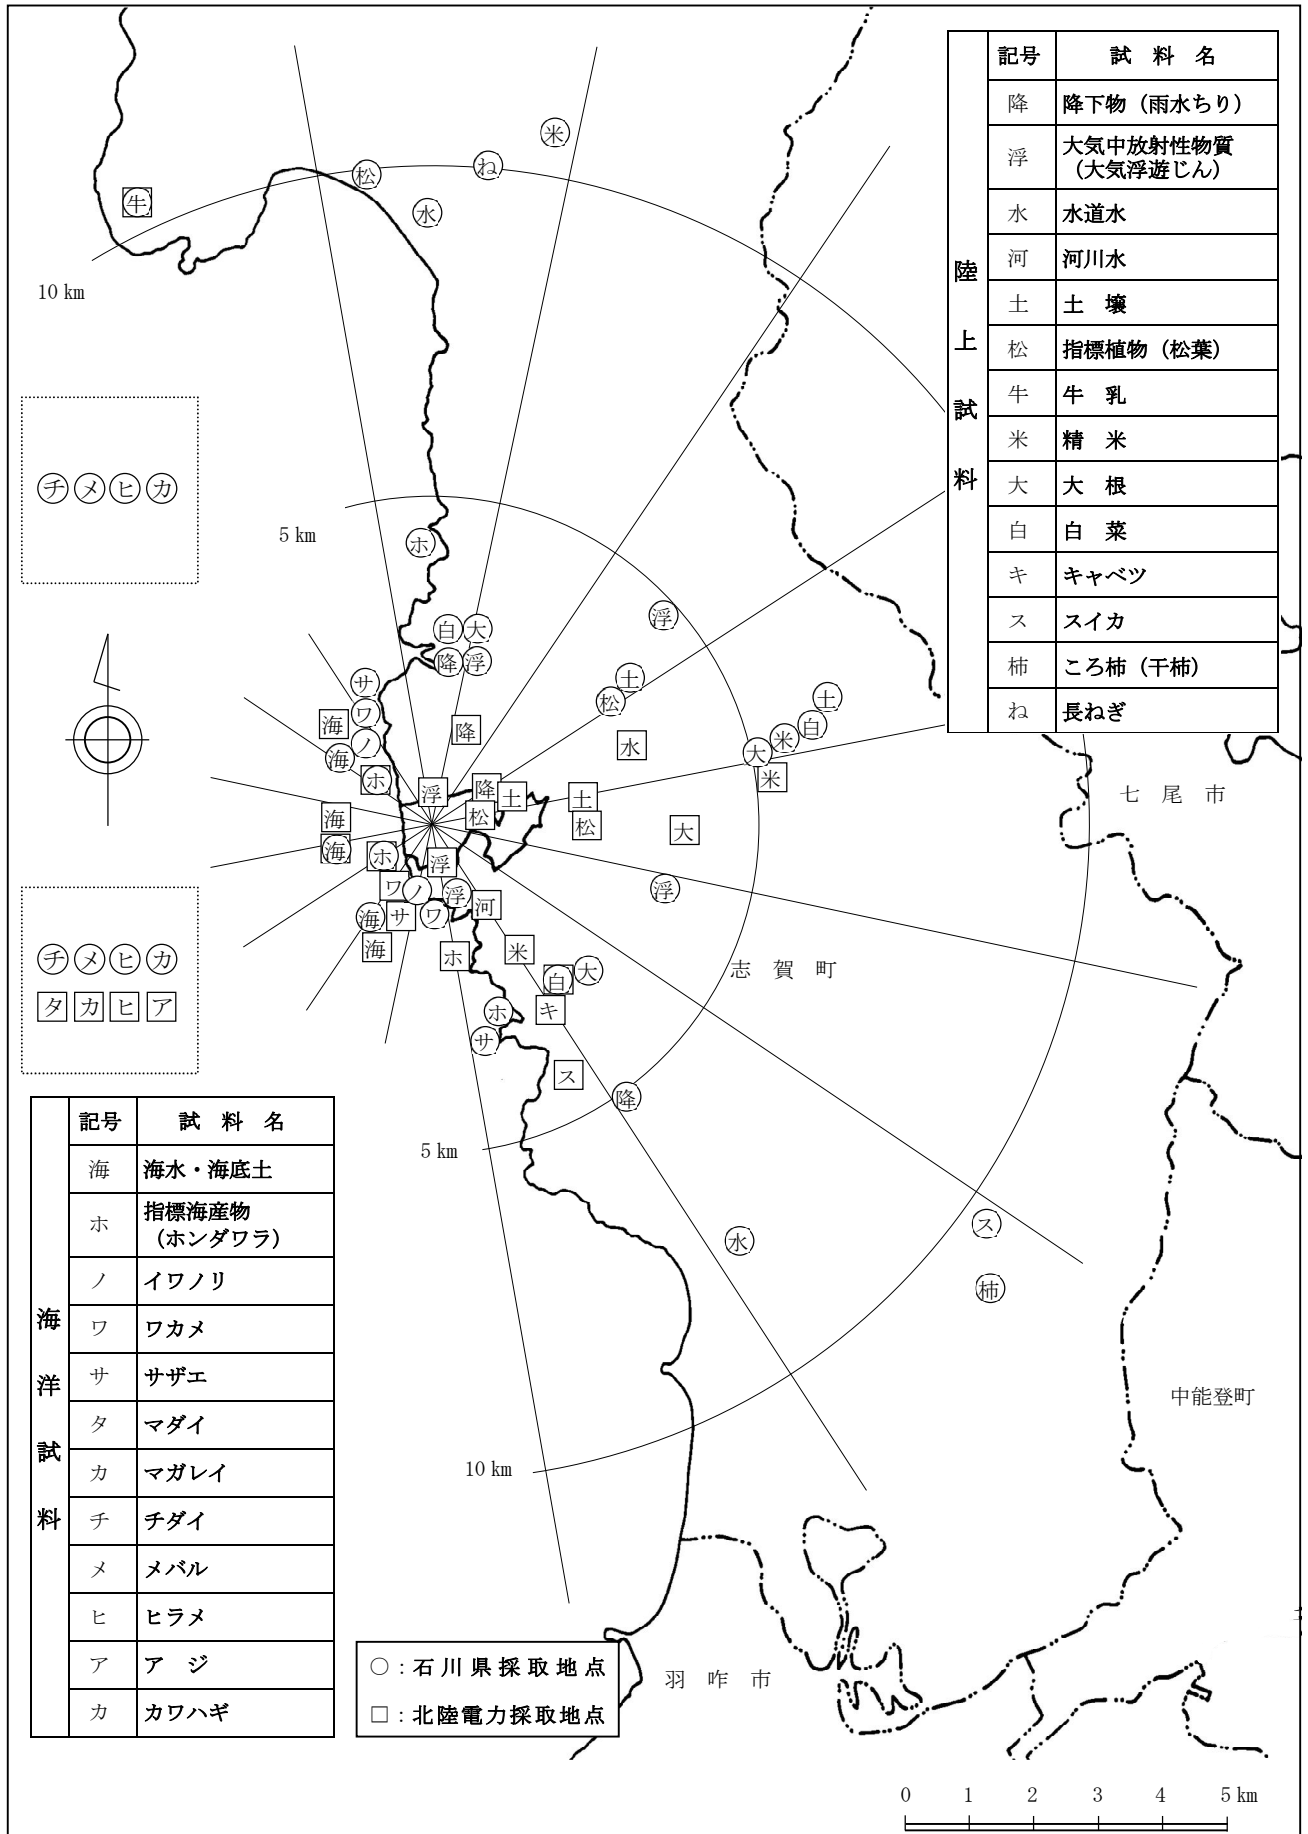 記号 試 料 名
陸上試料
降 降下物（雨水ちり）
浮 大気中放射性物質
（大気浮遊じん）
水 水道水
河 河川水
土 土 壌
松 指標植物（松葉）
牛 牛 乳
米 精 米
大 大 根
白 白 菜
キ キャベツ
ス スイカ
柿 ころ柿（干柿）
ね 長ねぎ
米
松
ね
牛
水
10 km
チ メ ヒ カ
5 km
ホ
浮
白 大
降 浮
サ
土
松
土
ワ
海
降
白
ノ
海
水
大 米
米
ホ
浮
降
土
土
七 尾 市
海
松
松
大
海
ホ
浮
ワ ノ
浮
河
浮
海 サ ワ
海
ホ
米
チ メ ヒ カ
タ カ ヒ ア
白 大
志 賀 町
ホ
キ
サ
ス
降
5 km
水
ス
柿
中能登町
10 km
記号 試 料 名
海洋試料
海 海水・海底土
ホ 指標海産物
（ホンダワラ）
ノ イワノリ
ワ ワカメ
サ サザエ
タ マダイ
カ マガレイ
チ チダイ
メ メバル
ヒ ヒラメ
ア ア ジ
カ カワハギ
○：石川県採取地点
□：北陸電力採取地点
羽 咋 市
0 1 2 3 4 5 km